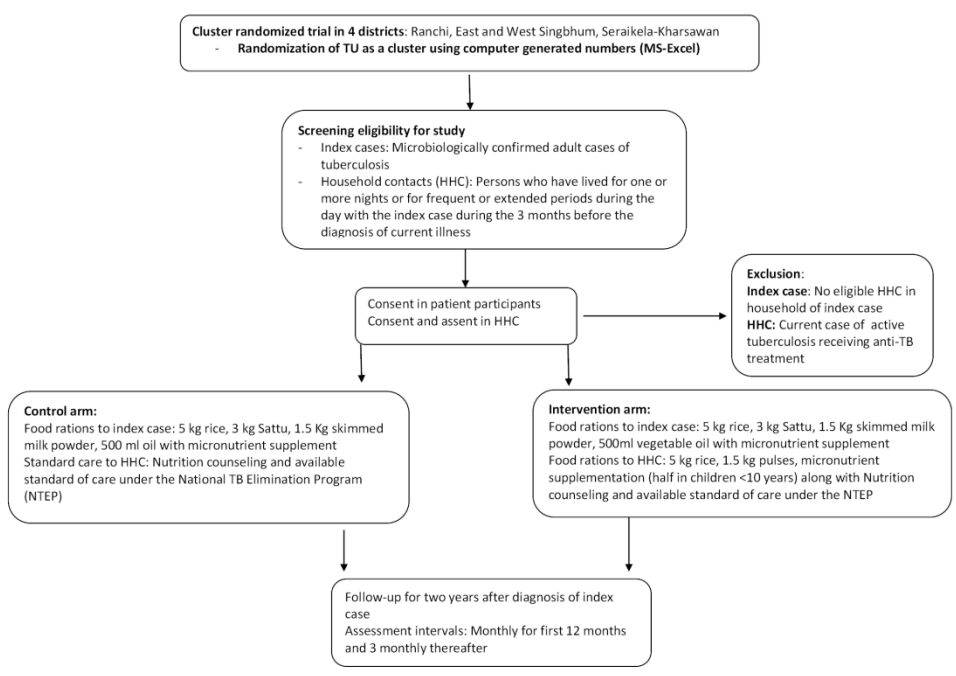 Cluster randomized trial in 4 districts: Ranchi, East and West Singbhum, Seraikela-Kharsawan
- Randomization of TU as a cluster using computer generated numbers (MS-Excel)
Screening eligibility for study
- Index cases: Microbiologically confirmed adult cases of
tuberculosis
- Household contacts (HHC): Persons who have lived for one or
more nights or for frequent or extended periods during the
day with the index case during the 3 months before the
diagnosis of current illness
Consent in patient participants
Consent and assent in HHC
Exclusion:
Index case: No eligible HHC in
household of index case
HHC: Current case of active
tuberculosis receiving anti-TB
treatment
Control arm:
Food rations to index case: 5 kg rice, 3 kg Sattu, 1.5 Kg skimmed
milk powder, 500 ml oil with micronutrient supplement
Standard care to HHC: Nutrition counseling and available
standard of care under the National TB Elimination Program
(NTEP)
Intervention arm:
Food rations to index case: 5 kg rice, 3 kg Sattu, 1.5 Kg skimmed milk
powder, 500ml vegetable oil with micronutrient supplement
Food rations to HHC: 5 kg rice, 1.5 kg pulses, micronutrient
supplementation (half in children <10 years) along with Nutrition
counseling and available standard of care under the NTEP
Follow-up for two years after diagnosis of index
case
Assessment intervals: Monthly for first 12 months
and 3 monthly thereafter